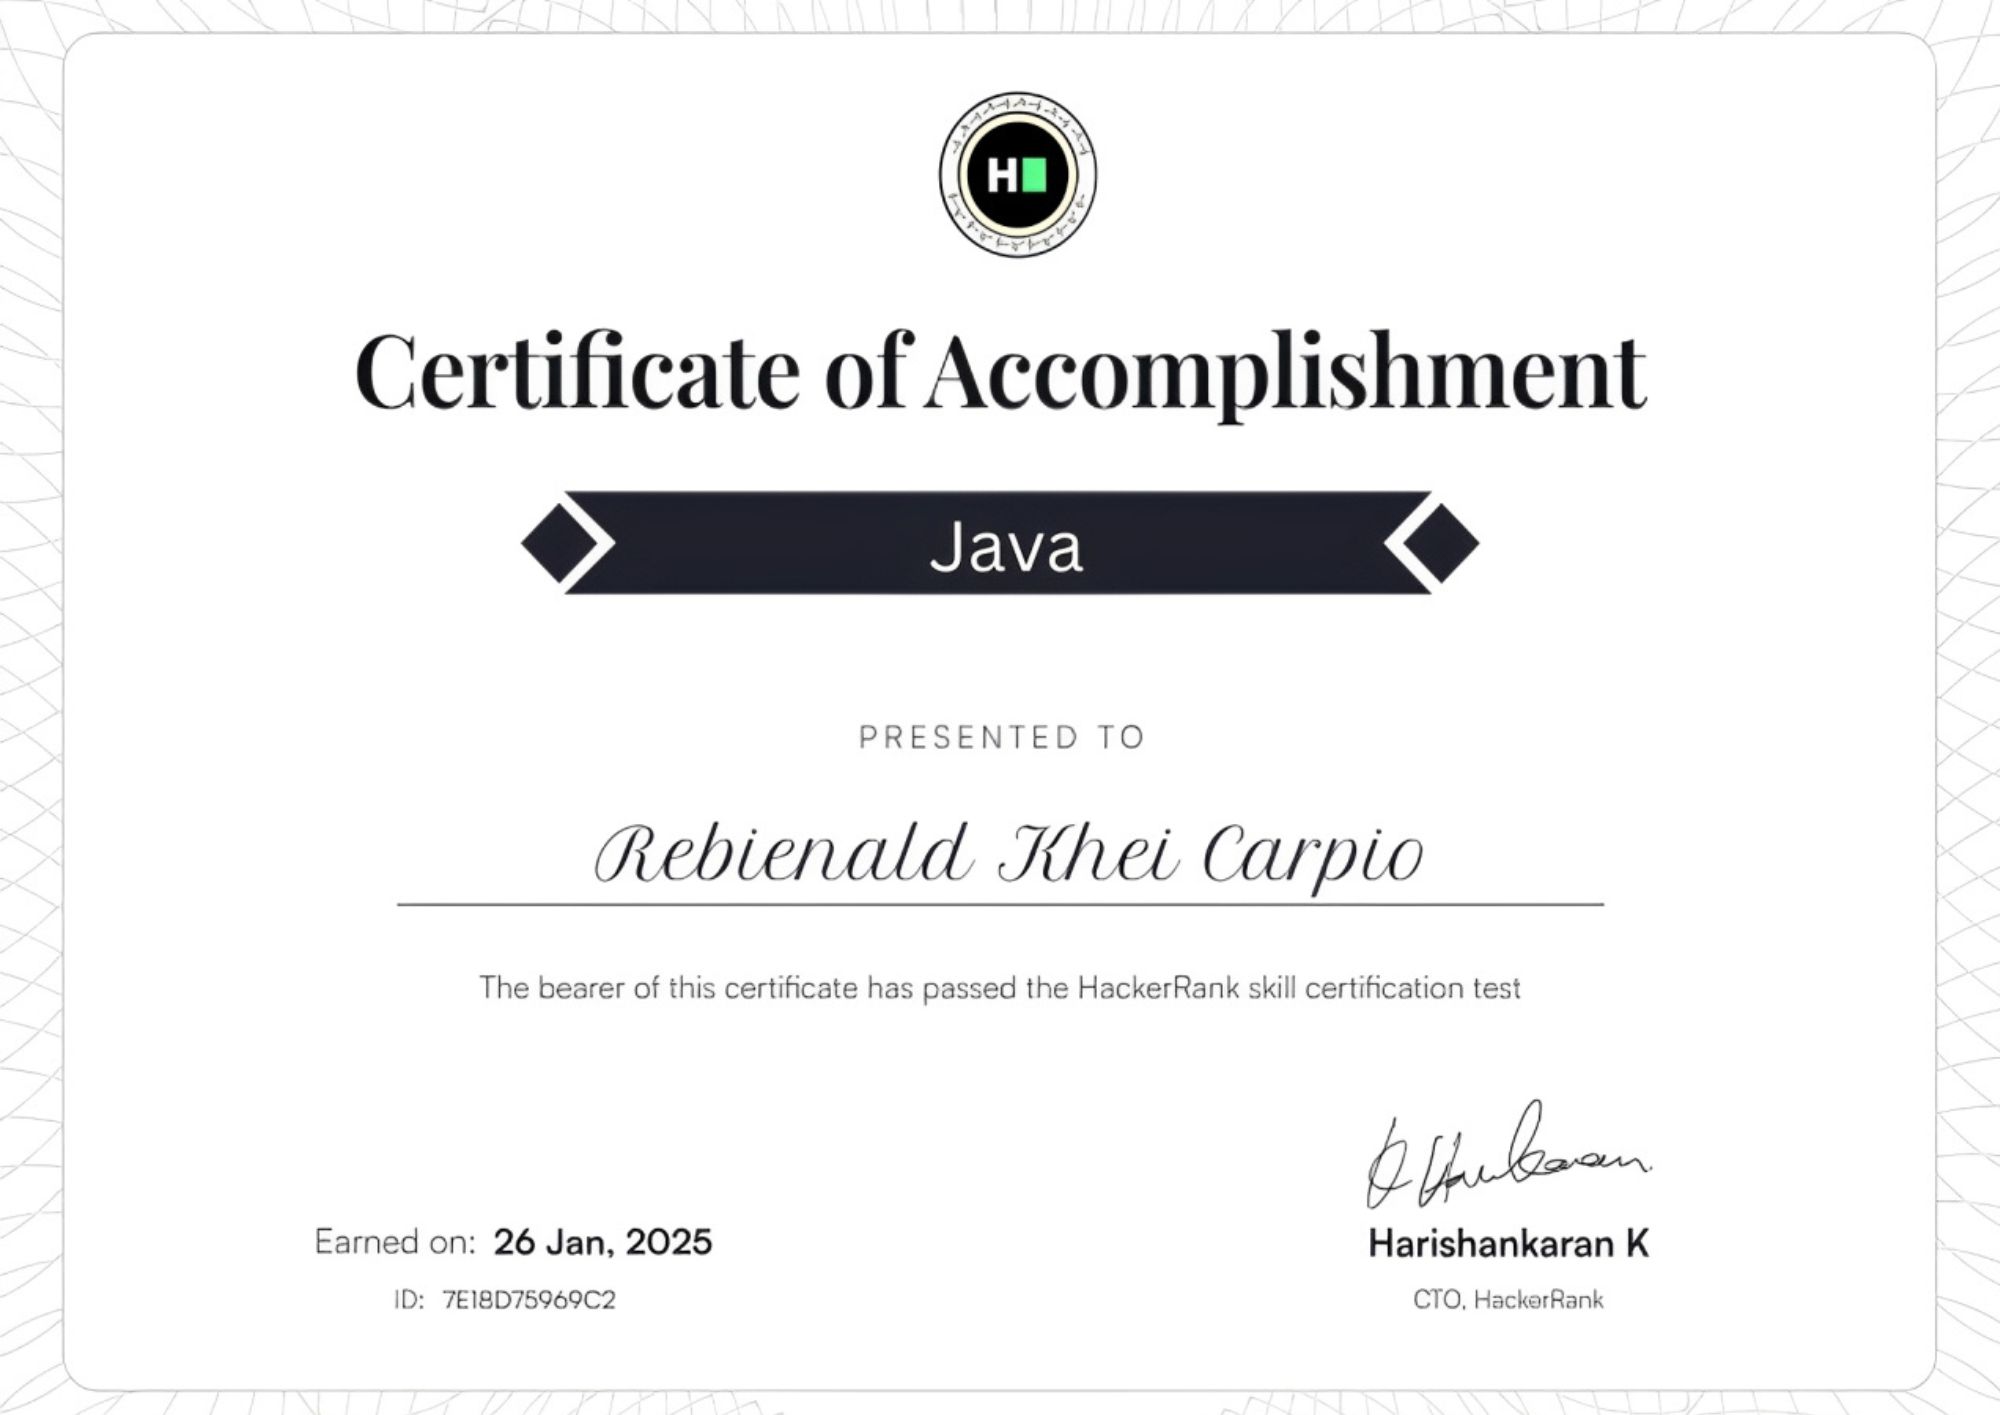 H
Certificate of Accomplishment
Java
PRESENTED TO
Rebienald Khei Carpio
The bearer of this certificate has passed the HackerRank skill certification test
Earned on: 26 Jan, 2025
ID: 7E18D75969C2
Harishankaran K
CTO, HackerRank